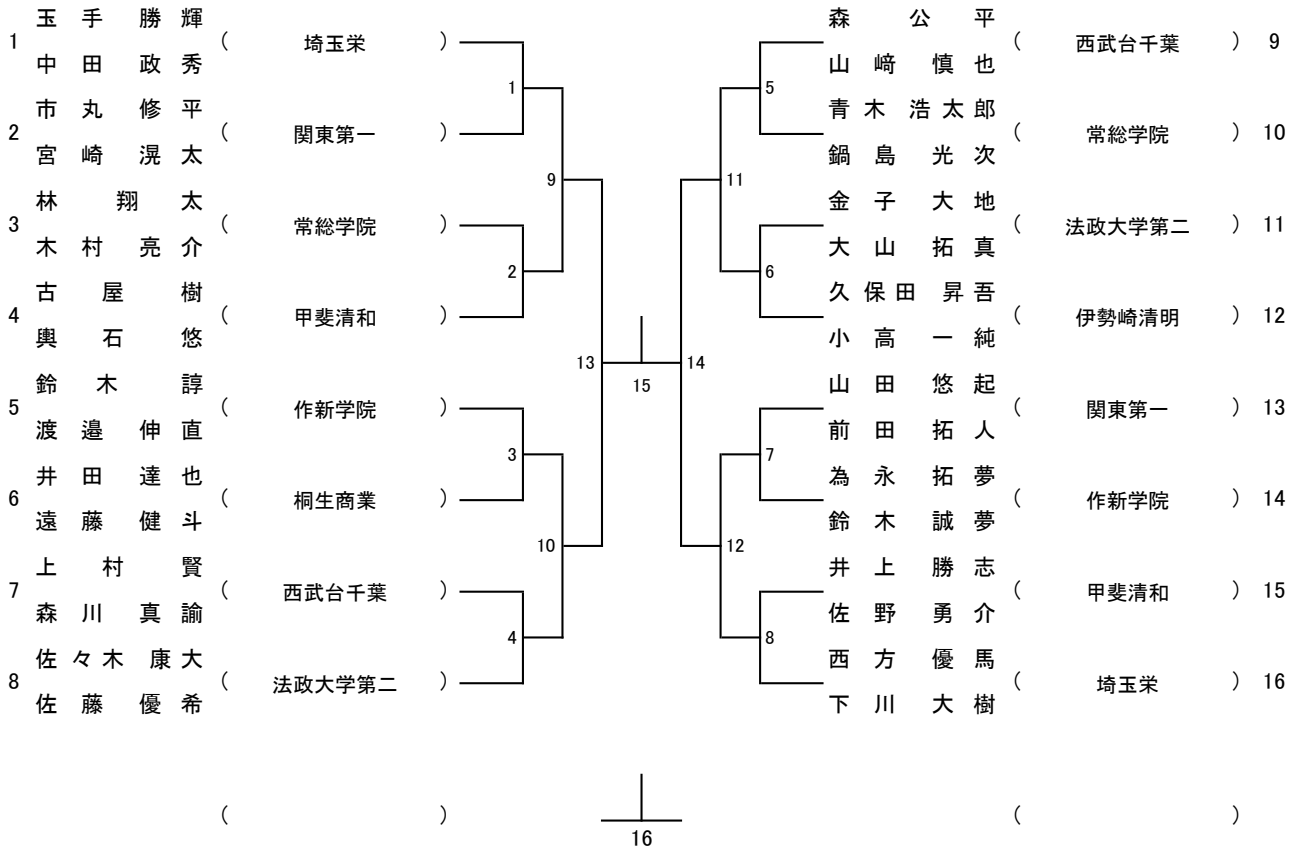 玉手 勝輝
1 ( 埼玉栄 )
中田 政秀
市丸 修平
2 ( 関東第一 )
宮崎 滉太
林 翔太
3 ( 常総学院 )
木村 亮介
古屋 樹
4 ( 甲斐清和 )
輿石 悠
鈴木 諄
5 ( 作新学院 )
渡邉 伸直
井田 達也
6 ( 桐生商業 )
遠藤 健斗
上村 賢
7 ( 西武台千葉 )
森川 真諭
佐々木 康大
8 ( 法政大学第二 )
佐藤 優希
1
2
3
4
9
10
13
15
14
11
12
5
6
7
8
森 公平
( 西武台千葉 ) 9
山﨑 慎也
青木 浩太郎
( 常総学院 ) 10
鍋島 光次
金子 大地
( 法政大学第二 ) 11
大山 拓真
久保田 昇吾
( 伊勢崎清明 ) 12
小高 一純
山田 悠起
( 関東第一 ) 13
前田 拓人
為永 拓夢
( 作新学院 ) 14
鈴木 誠夢
井上 勝志
( 甲斐清和 ) 15
佐野 勇介
西方 優馬
( 埼玉栄 ) 16
下川 大樹
( ) ( )
16